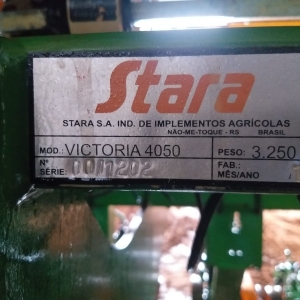 Stara
STARA S.A. IND. DE IMPLEMENTOS AGRÍCOLAS
NÃO-ME-TOQUE - RS BRASIL
MOD.: VICTORIA 4050 PESO: 3.250
Nº SÉRIE: FAB.: MÊS/ANO